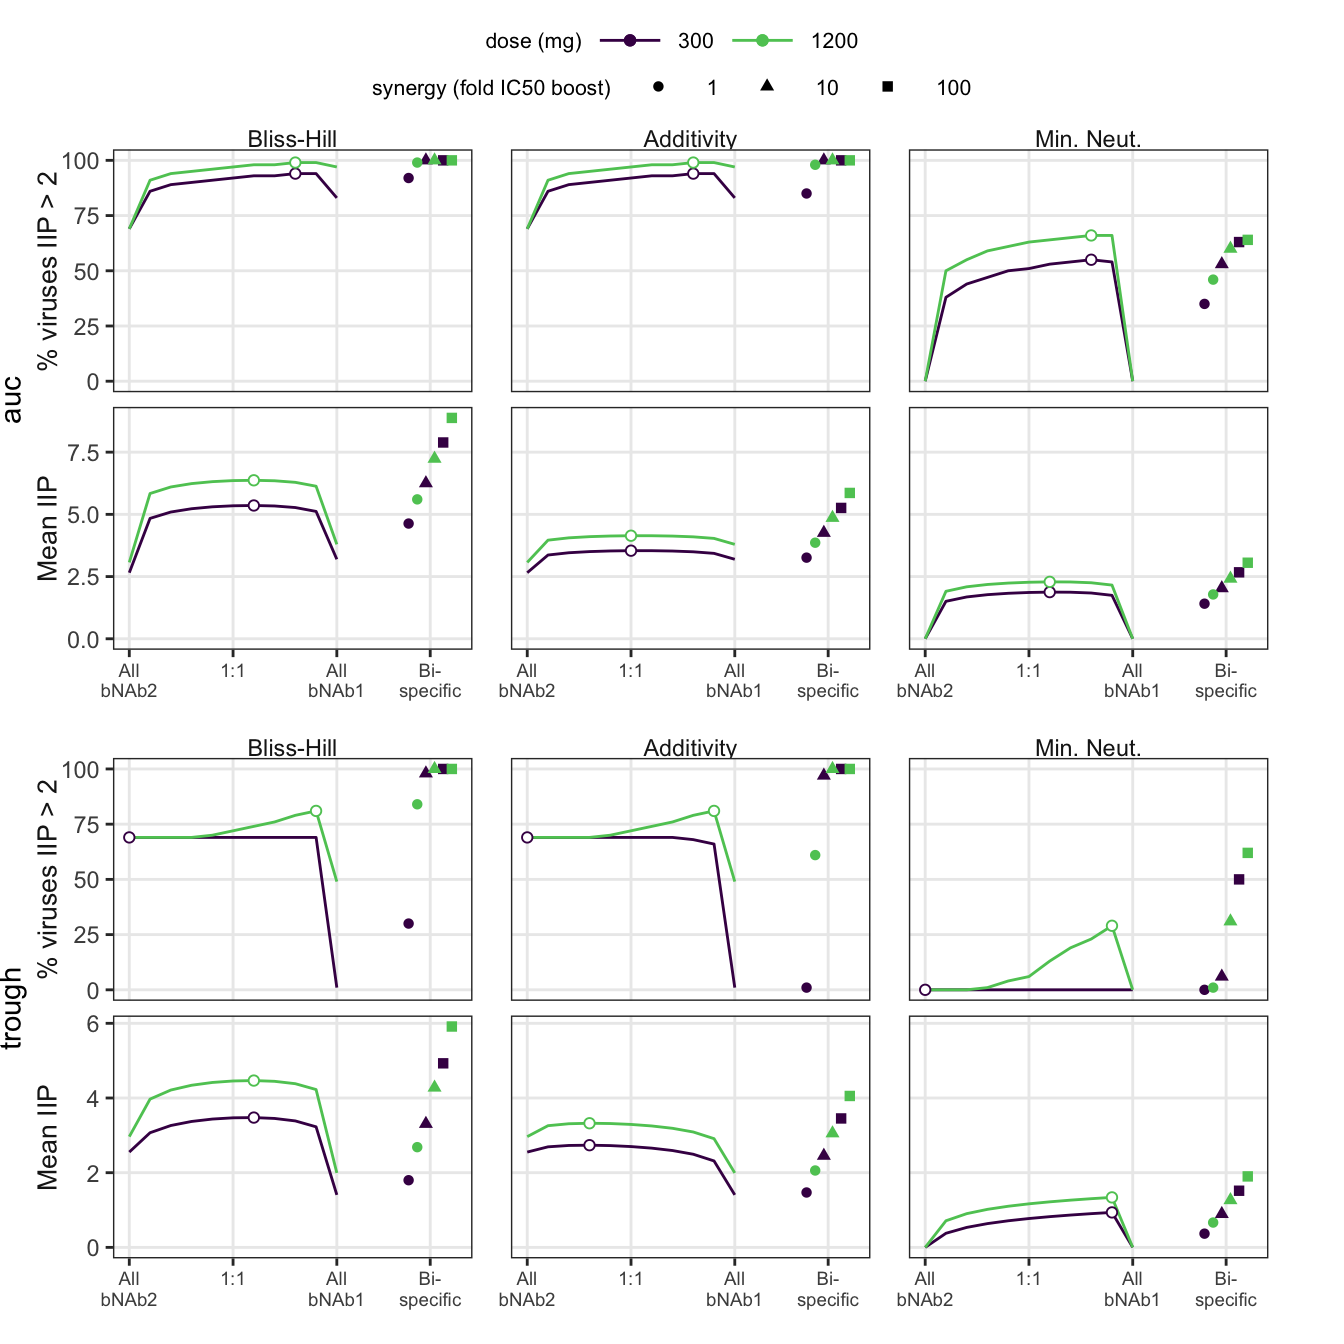 dose (mg) 300 1200
synergy (fold IC50 boost) 1 10 100
Bliss-Hill Additivity Min. Neut.
auc
% viruses IIP > 2
100
75
50
25
0
Mean IIP
7.5
5.0
2.5
0.0
All bNAb2 1:1 All bNAb1 Bi-specific
All bNAb2 1:1 All bNAb1 Bi-specific
All bNAb2 1:1 All bNAb1 Bi-specific
Bliss-Hill Additivity Min. Neut.
trough
% viruses IIP > 2
100
75
50
25
0
Mean IIP
6
4
2
0
All bNAb2 1:1 All bNAb1 Bi-specific
All bNAb2 1:1 All bNAb1 Bi-specific
All bNAb2 1:1 All bNAb1 Bi-specific